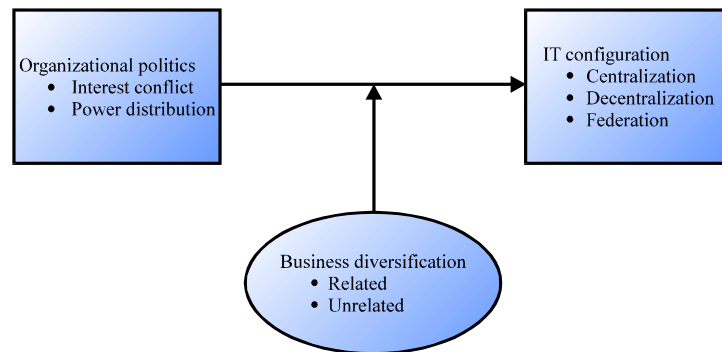 Organizational politics
• Interest conflict
• Power distribution
IT configuration
• Centralization
• Decentralization
• Federation
Business diversification
• Related
• Unrelated